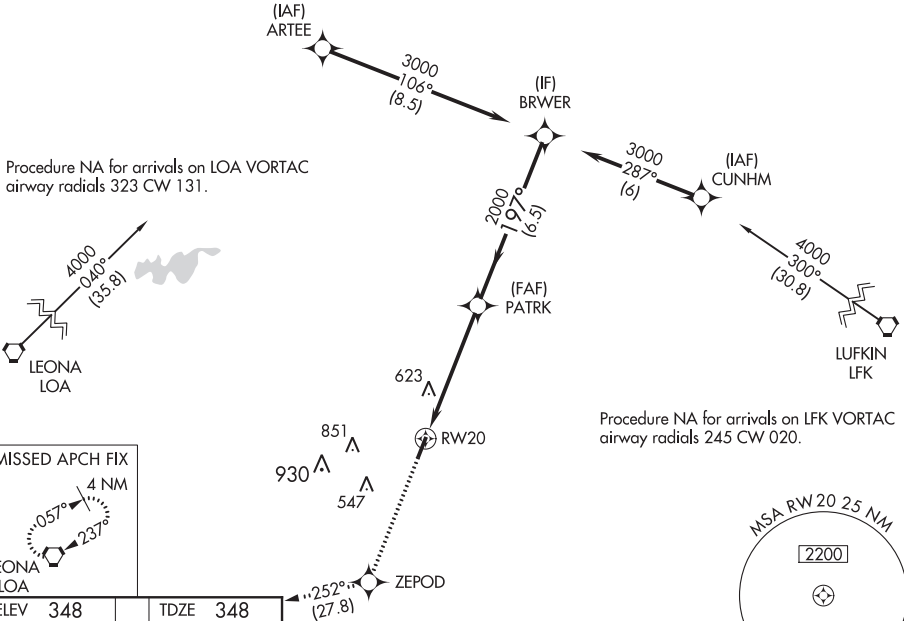 (IAF)
ARTEE
3000
106°
(8.5)
(IF)
BRWER
3000
287°
(6)
(IAF)
CUNHM
Procedure NA for arrivals on LOA VORTAC
airway radials 323 CW 131.
4000
040°
(35.8)
LEONA
LOA
2000
197°
(6.5)
(FAF)
PATRK
4000
300°
(30.8)
LUFKIN
LFK
Procedure NA for arrivals on LFK VORTAC
airway radials 245 CW 020.
623
RW20
851
930
547
MISSED APCH FIX
4 NM
057°
237°
EONA
LOA
ZEPOD
252°
(27.8)
MSA RW20 25 NM
2200
ELEV 348
TDZE 348